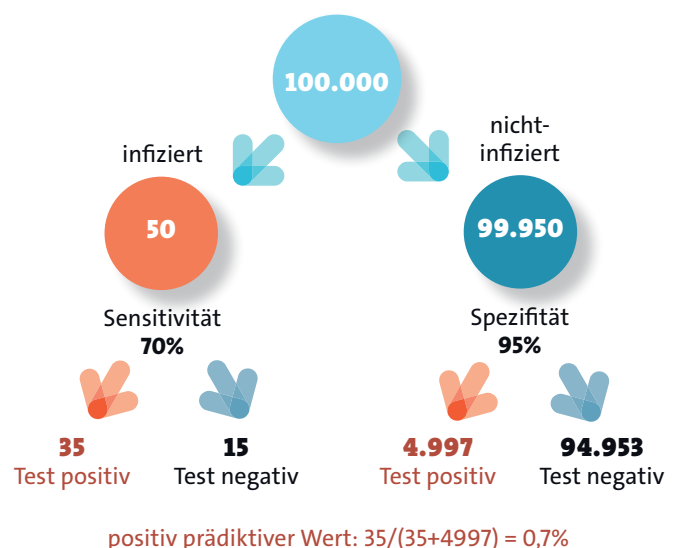 100.000
infiziert
nicht-
infiziert
50
99.950
Sensitivität
70%
Spezifität
95%
35
Test positiv
15
Test negativ
4.997
Test positiv
94.953
Test negativ
positiv prädiktiver Wert: 35/(35+4997) = 0,7%